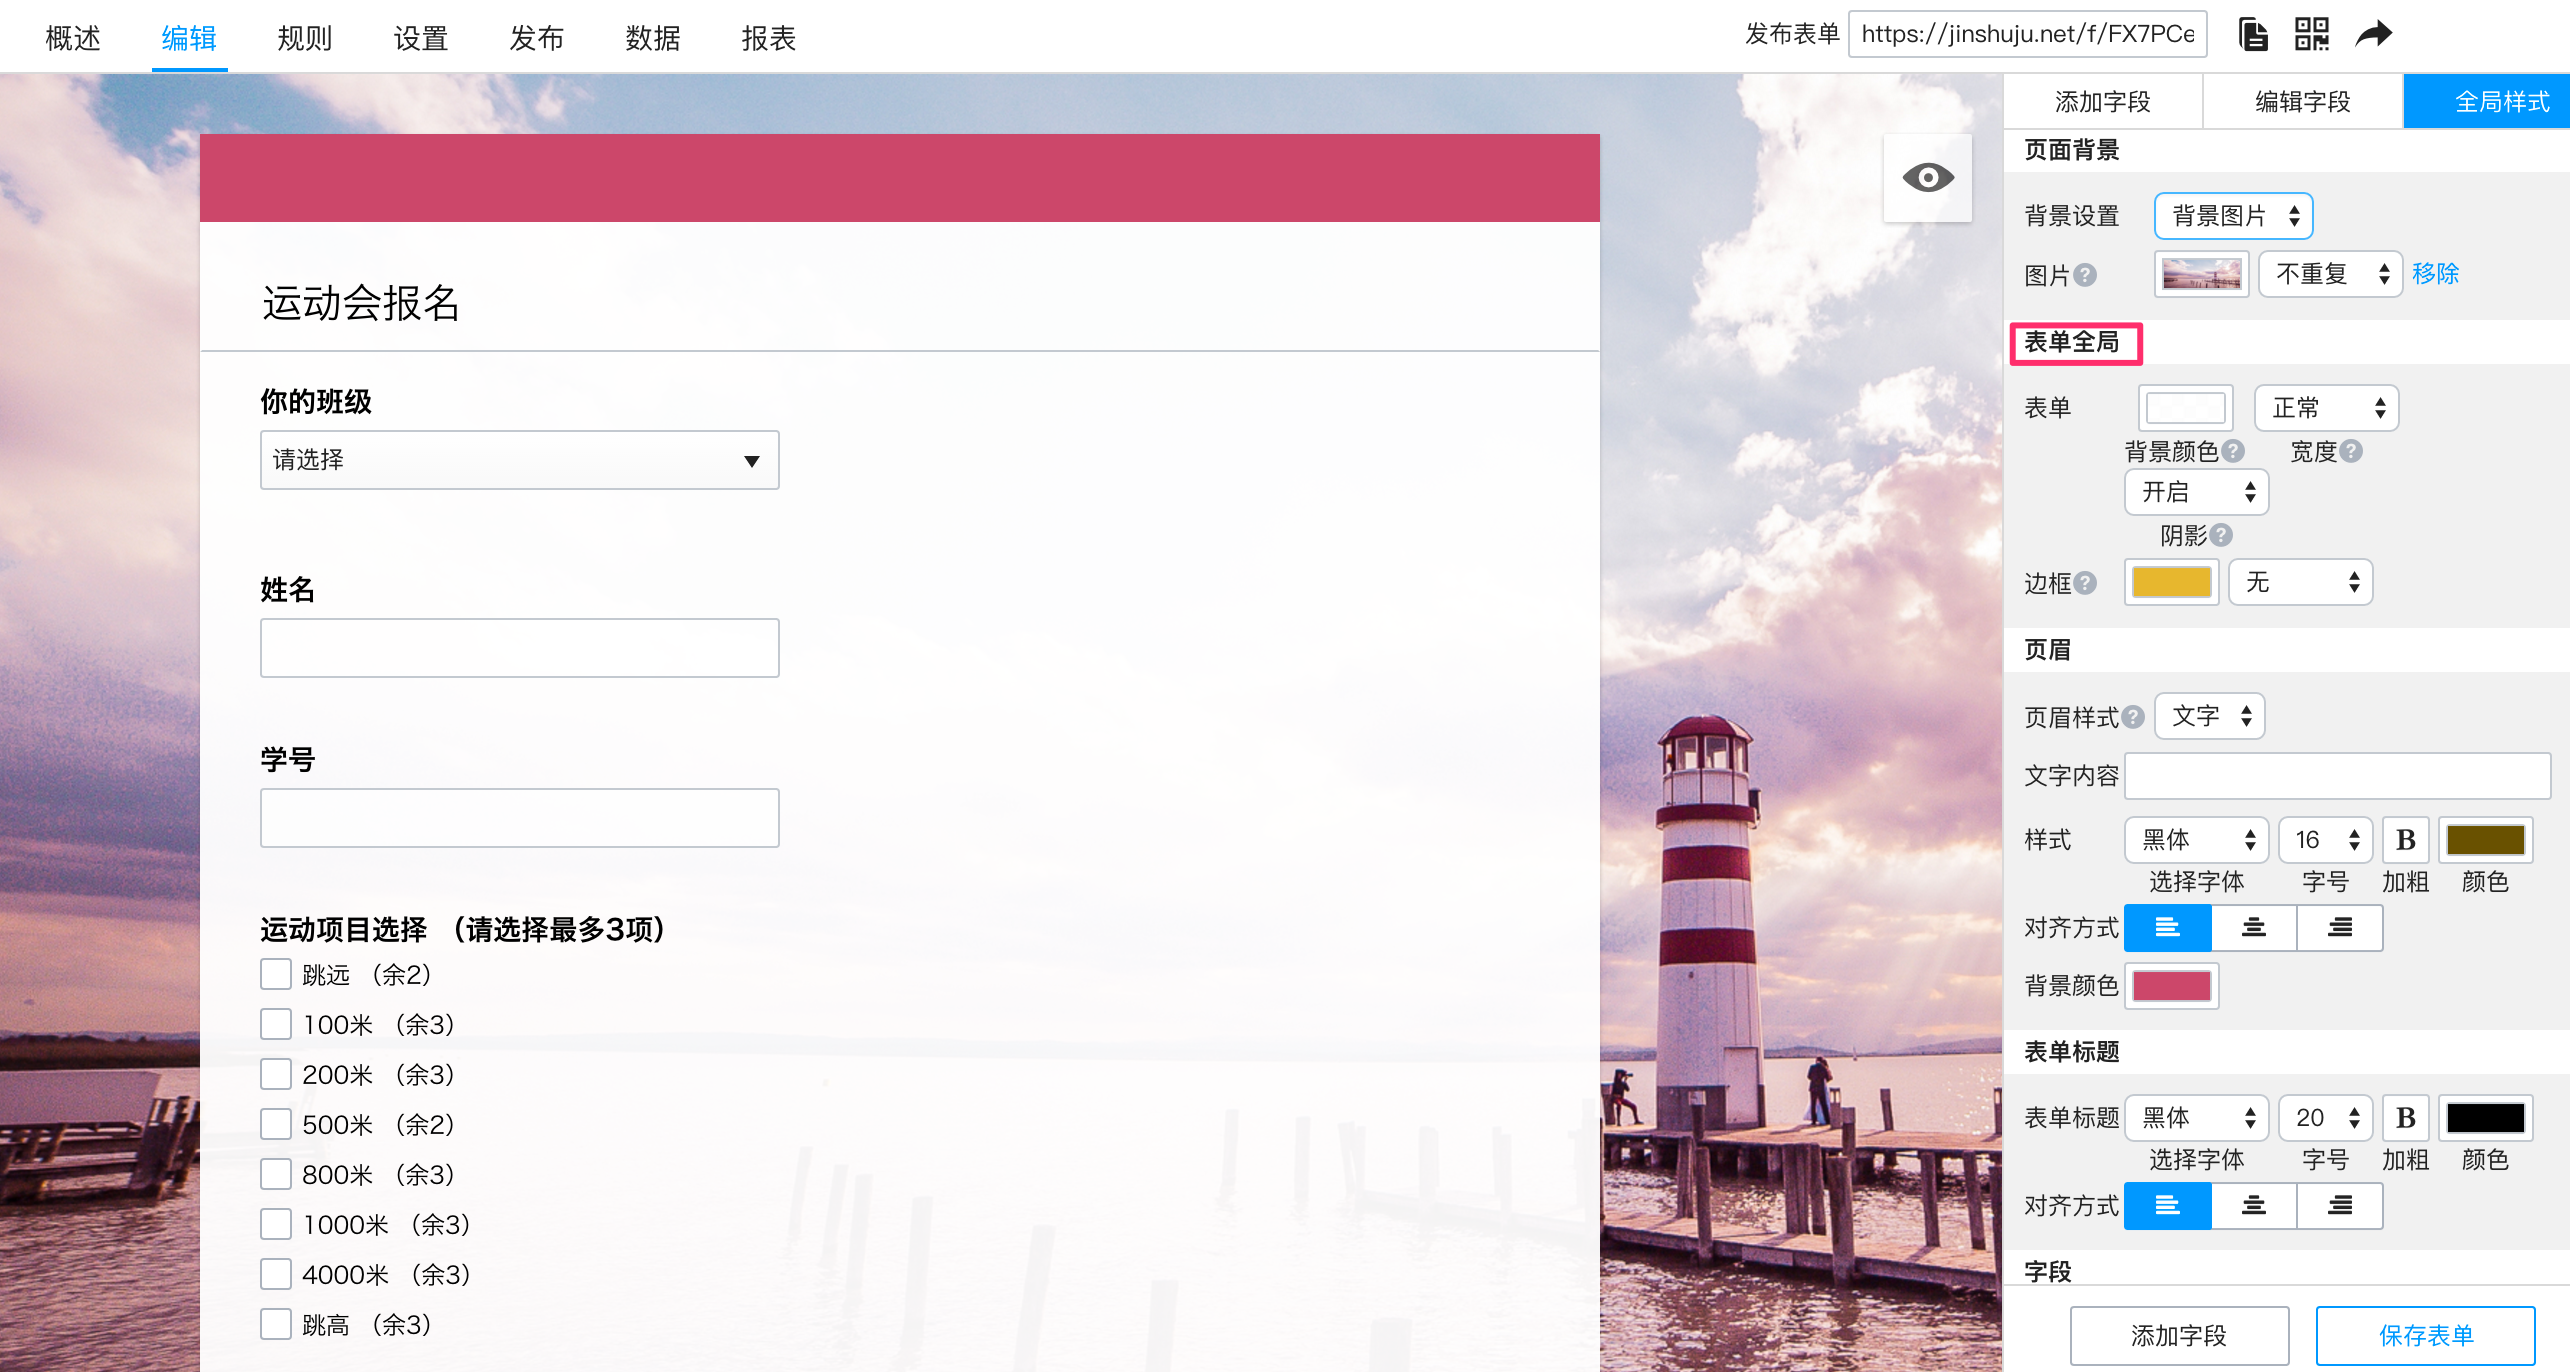 概述 编辑 规则 设置 发布 数据 报表 发布表单 https://jinshuju.net/f/FX7PCe
添加字段 编辑字段 全局样式
运动会报名
你的班级
请选择
姓名
学号
运动项目选择 （请选择最多3项）
跳远 （余2）
100米 （余3）
200米 （余3）
500米 （余2）
800米 （余3）
1000米 （余3）
4000米 （余3）
跳高 （余3）
页面背景
背景设置 背景图片
图片 ? 不重复 移除
表单全局
表单 正常
背景颜色 ? 宽度 ?
开启
阴影 ?
边框 ? 无
页眉
页眉样式 ? 文字
文字内容
样式 黑体 16 B
选择字体 字号 加粗 颜色
对齐方式
背景颜色
表单标题
表单标题 黑体 20 B
选择字体 字号 加粗 颜色
对齐方式
字段
添加字段 保存表单